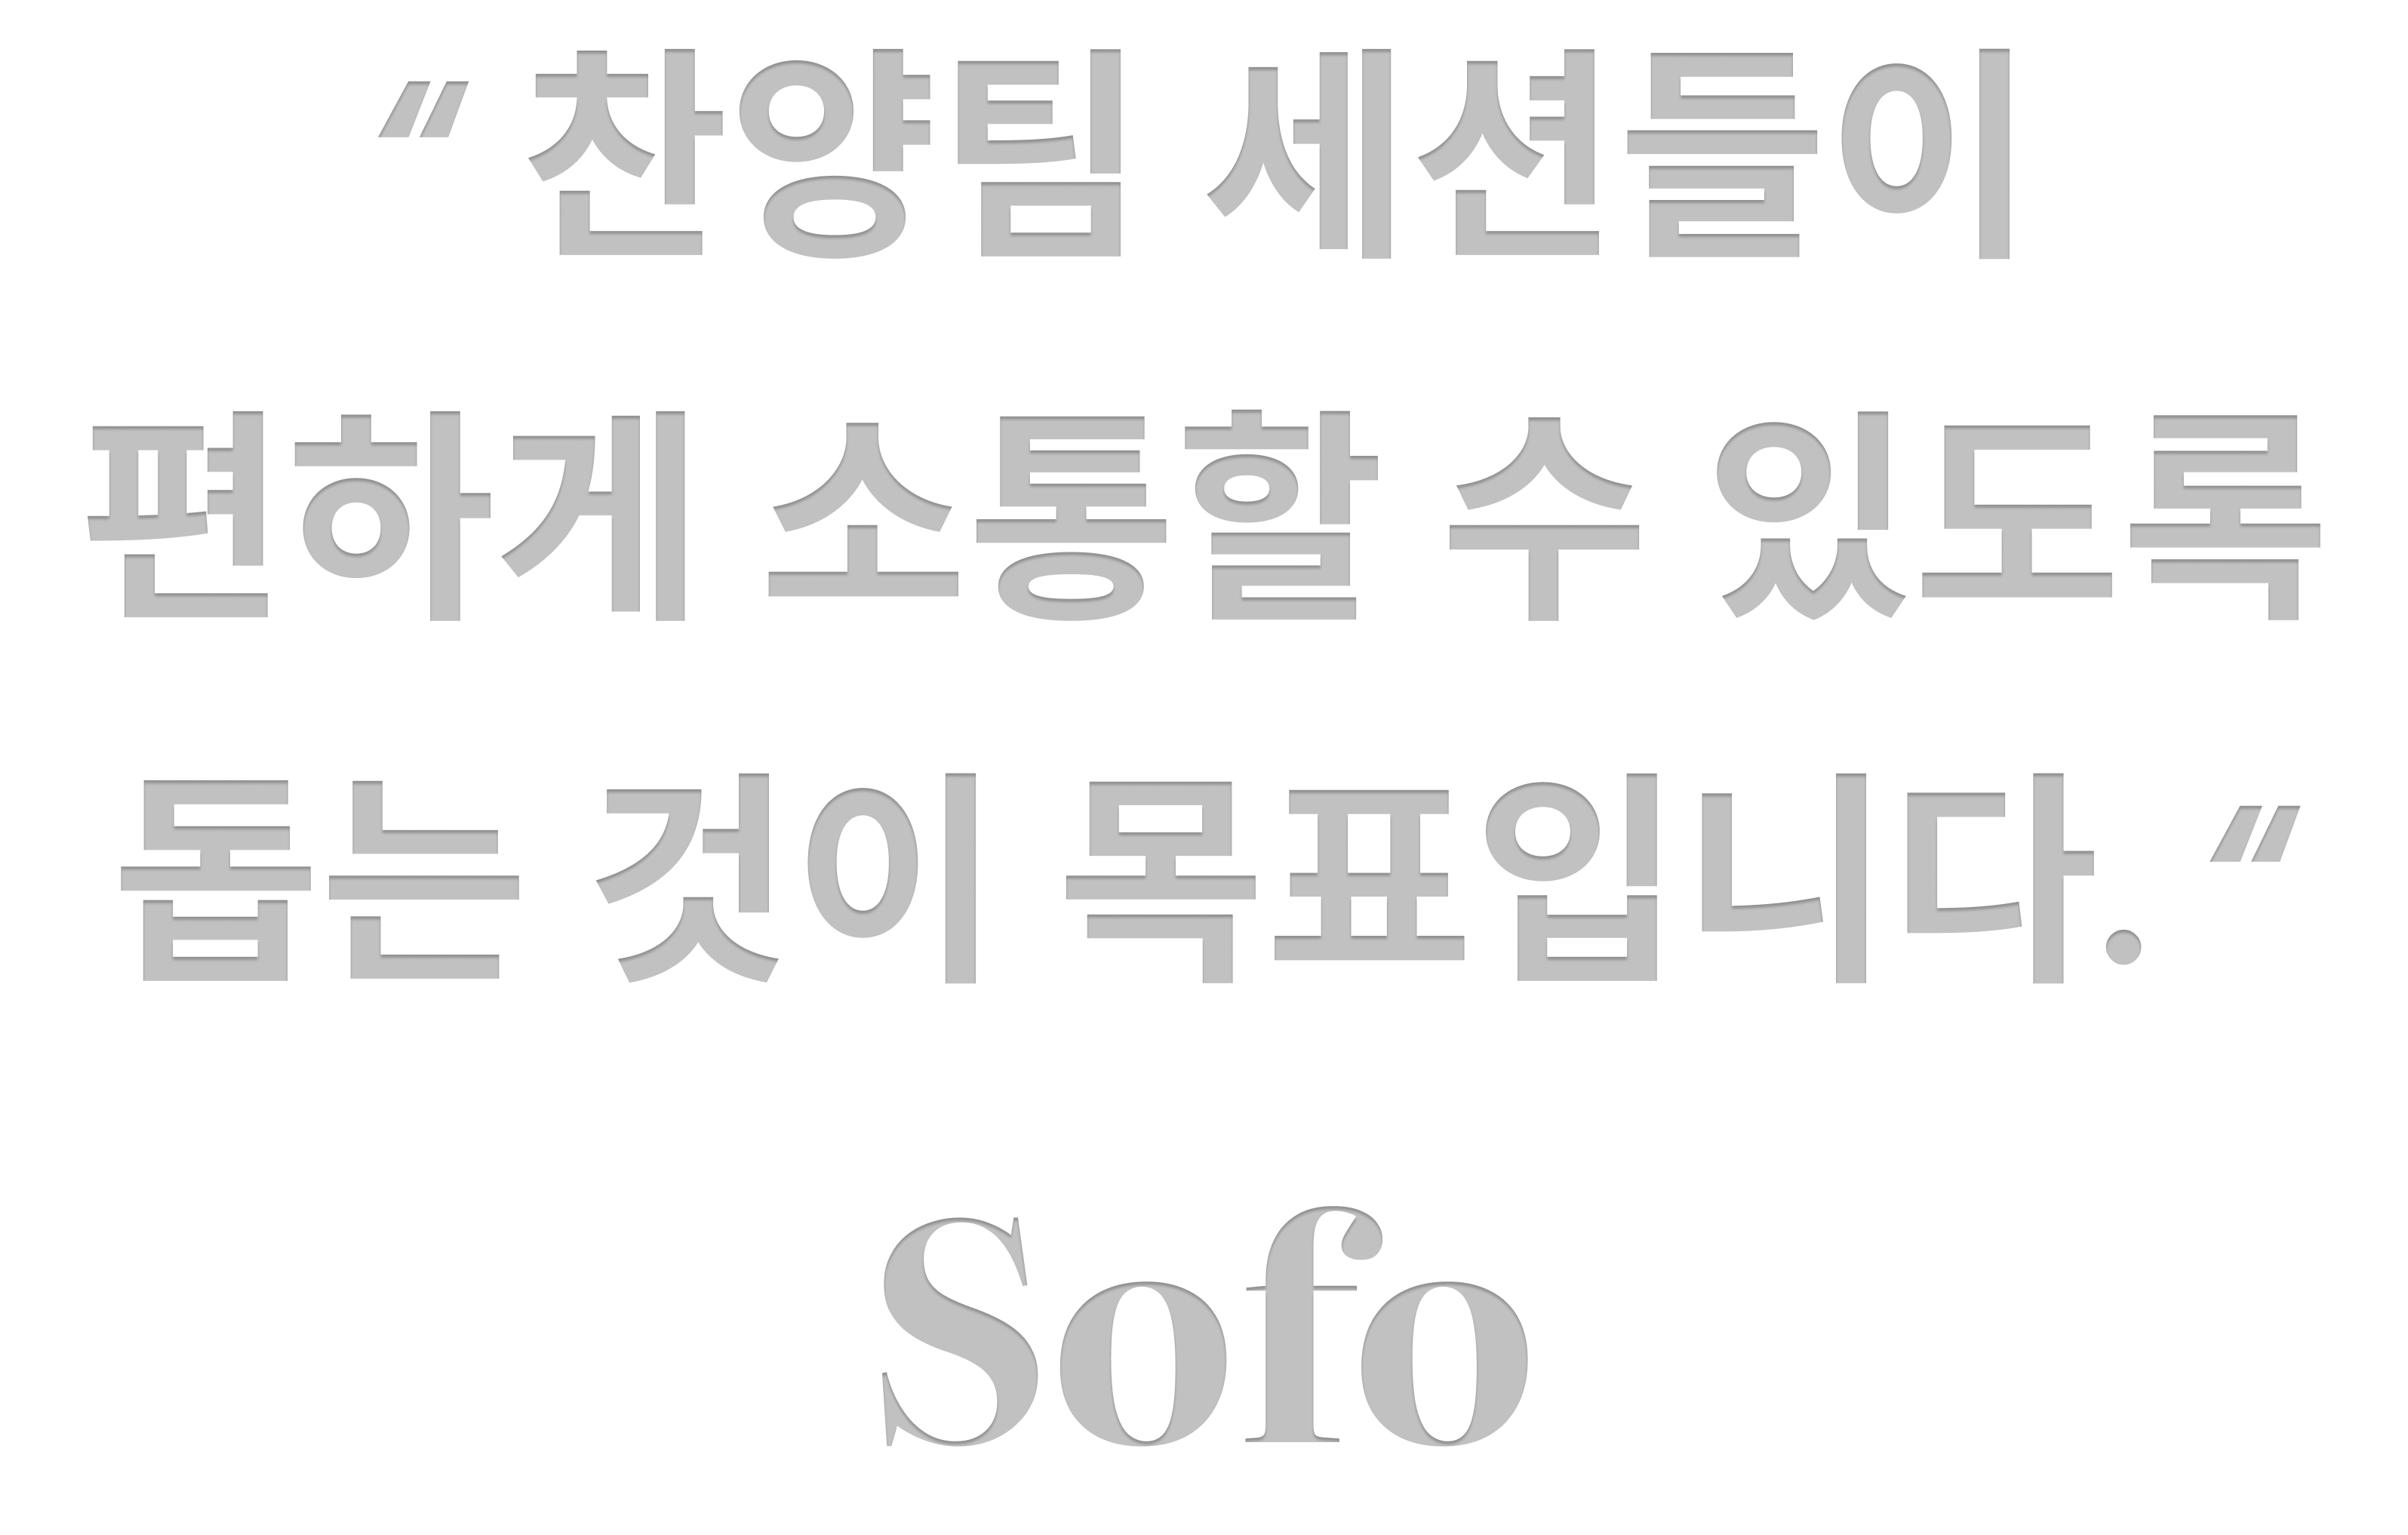 “ 찬양팀 세션들이
편하게 소통할 수 있도록
돕는 것이 목표입니다. “
Sofo